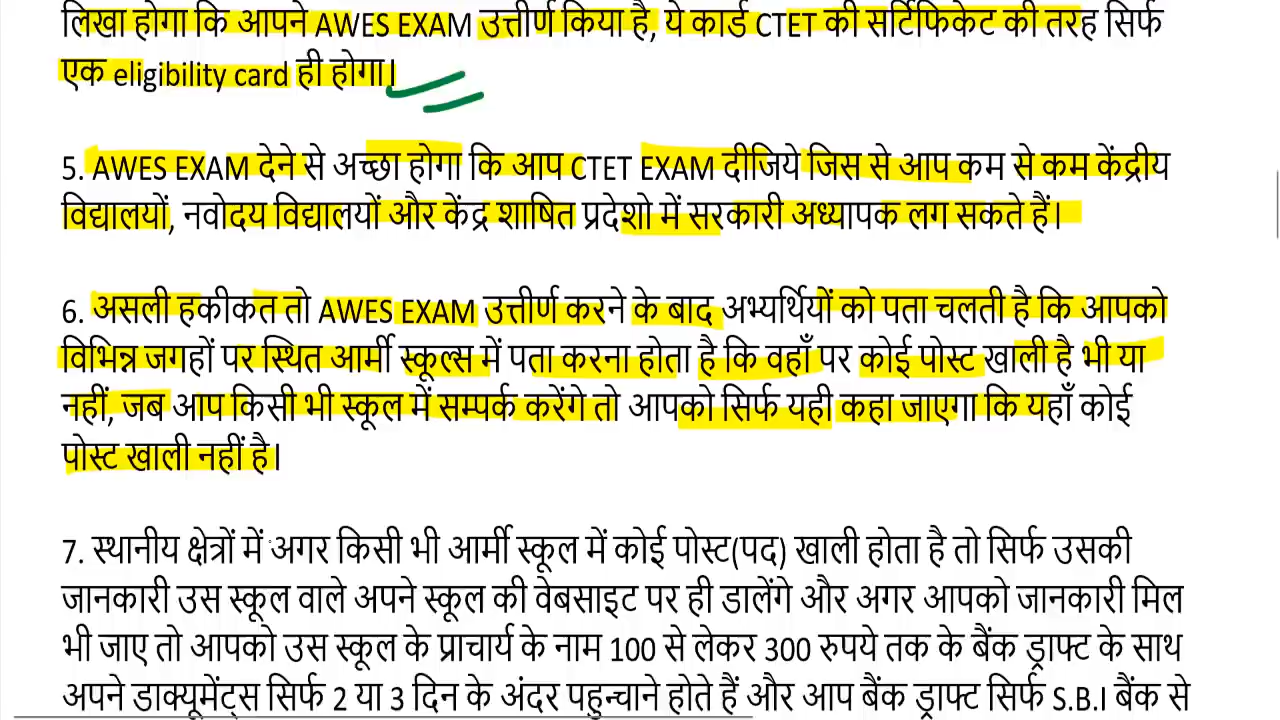 लिखा होगा कि आपने AWES EXAM उत्तीर्ण किया है, ये कार्ड CTET की सर्टिफिकेट की तरह सिर्फ
एक eligibility card ही होगा।
5. AWES EXAM देने से अच्छा होगा कि आप CTET EXAM दीजिये जिस से आप कम से कम केंद्रीय
विद्यालयों, नवोदय विद्यालयों और केंद्र शाषित प्रदेशो में सरकारी अध्यापक लग सकते हैं।
6. असली हकीकत तो AWES EXAM उत्तीर्ण करने के बाद अभ्यर्थियों को पता चलती है कि आपको
विभिन्न जगहों पर स्थित आर्मी स्कूल्स में पता करना होता है कि वहाँ पर कोई पोस्ट खाली है भी या
नहीं, जब आप किसी भी स्कूल में सम्पर्क करेंगे तो आपको सिर्फ यही कहा जाएगा कि यहाँ कोई
पोस्ट खाली नहीं है।
7. स्थानीय क्षेत्रों में अगर किसी भी आर्मी स्कूल में कोई पोस्ट(पद) खाली होता है तो सिर्फ उसकी
जानकारी उस स्कूल वाले अपने स्कूल की वेबसाइट पर ही डालेंगे और अगर आपको जानकारी मिल
भी जाए तो आपको उस स्कूल के प्राचार्य के नाम 100 से लेकर 300 रुपये तक के बैंक ड्राफ्ट के साथ
अपने डाक्यूमेंट्स सिर्फ 2 या 3 दिन के अंदर पहुन्चाने होते हैं और आप बैंक ड्राफ्ट सिर्फ S.B.I बैंक से